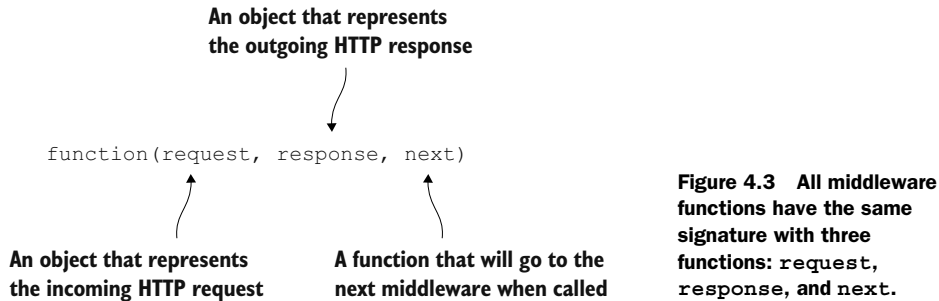 An object that represents
the outgoing HTTP response
function(request, response, next)
An object that represents
the incoming HTTP request
A function that will go to the
next middleware when called
Figure 4.3 All middleware
functions have the same
signature with three
functions: request,
response, and next.